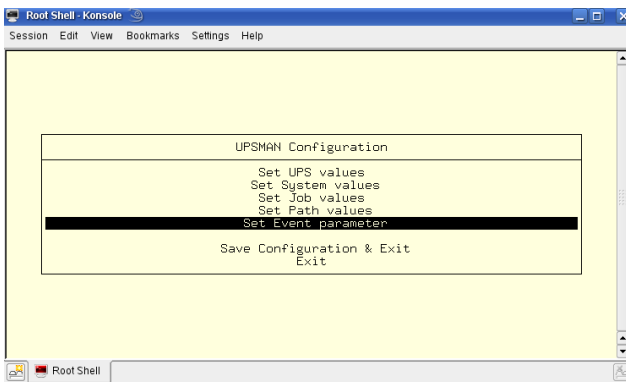 Root Shell - Konsole
Session Edit View Bookmarks Settings Help
UPSMAN Configuration
Set UPS values
Set System values
Set Job values
Set Path values
Set Event parameter
Save Configuration & Exit
Exit
Root Shell